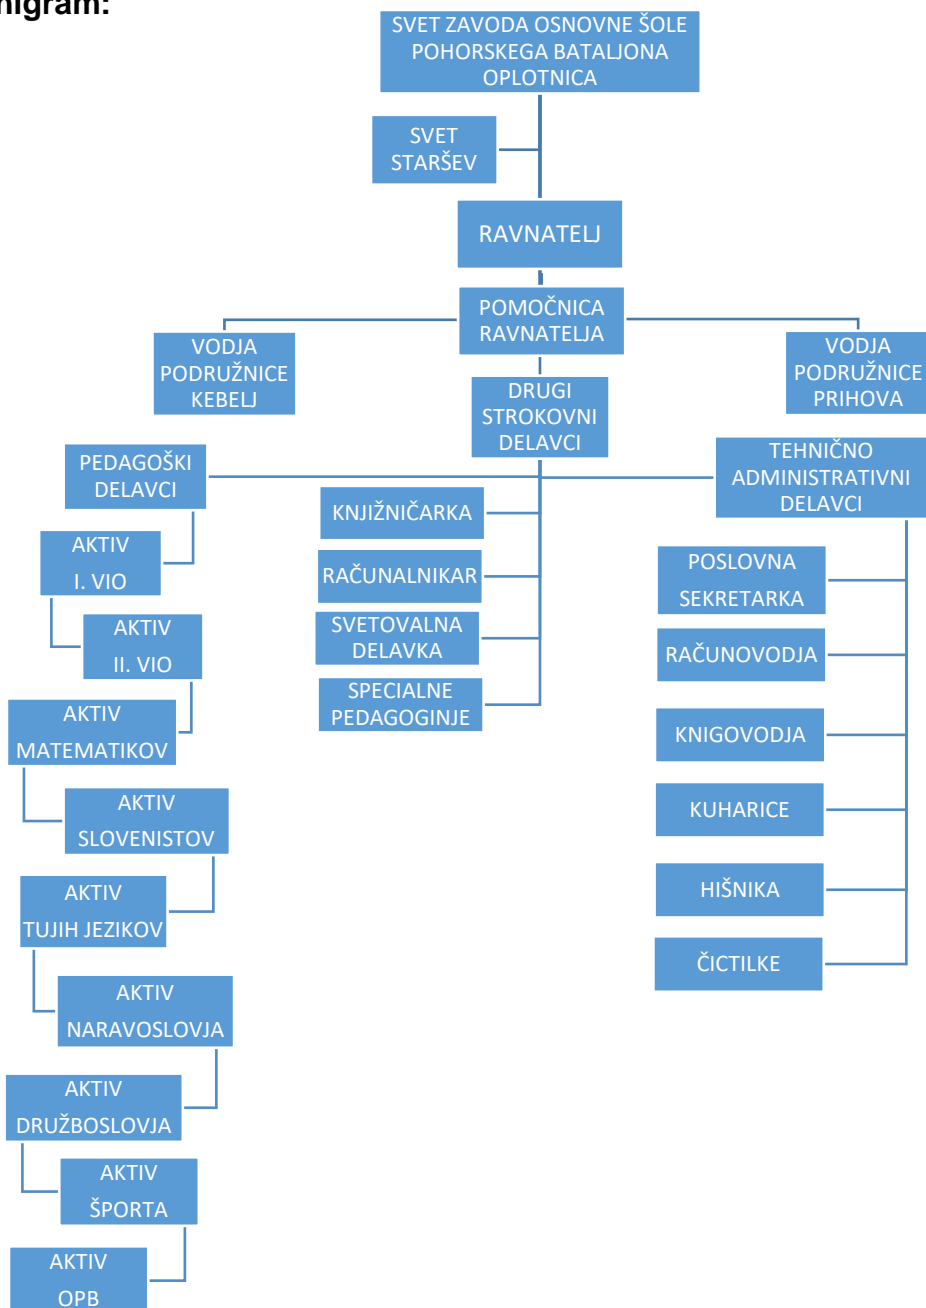 nigram:
SVET ZAVODA OSNOVNE ŠOLE
POHORSKEGA BATALJONA
OPLOTNICA
SVET
STARŠEV
RAVNATELJ
POMOČNICA
RAVNATELJA
VODJA
PODRUŽNICE
KEBELJ
VODJA
PODRUŽNICE
PRIHOVA
DRUGI
STROKOVNI
DELAVCI
PEDAGOŠKI
DELAVCI
AKTIV
I. VIO
AKTIV
II. VIO
AKTIV
MATEMATIKOV
AKTIV
SLOVENISTOV
AKTIV
TUJIH JEZIKOV
AKTIV
NARAVOSLOVJA
AKTIV
DRUŽBOSLOVJA
AKTIV
ŠPORTA
AKTIV
OPB
KNJIŽNIČARKA
RAČUNALNIKAR
SVETOVALNA
DELAVKA
SPECIALNE
PEDAGOGINJE
TEHNIČNO
ADMINISTRATIVNI
DELAVCI
POSLOVNA
SEKRETARKA
RAČUNOVODJA
KNIGOVODJA
KUHARICE
HIŠNIKA
ČICTILKE